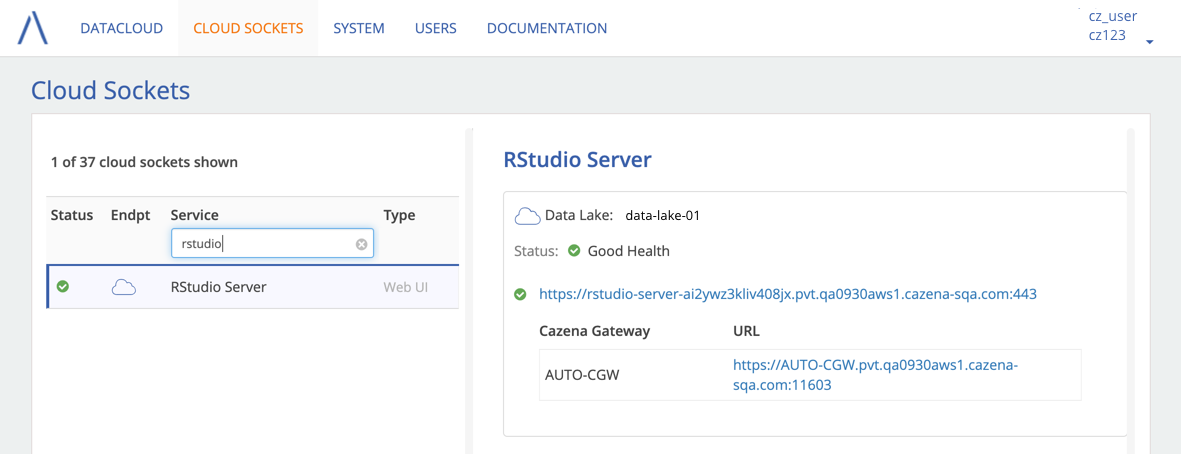 DATACLOUD CLOUD SOCKETS SYSTEM USERS DOCUMENTATION
cz_user
cz123
Cloud Sockets
1 of 37 cloud sockets shown
Status Endpt Service Type
rstudio
RStudio Server Web UI
RStudio Server
Data Lake: data-lake-01
Status: Good Health
https://rstudio-server-ai2ywz3kliv408jx.pvt.qa0930aws1.cazena-sqa.com:443
Cazena Gateway URL
AUTO-CGW
https://AUTO-CGW.pvt.qa0930aws1.cazena-
sqa.com:11603